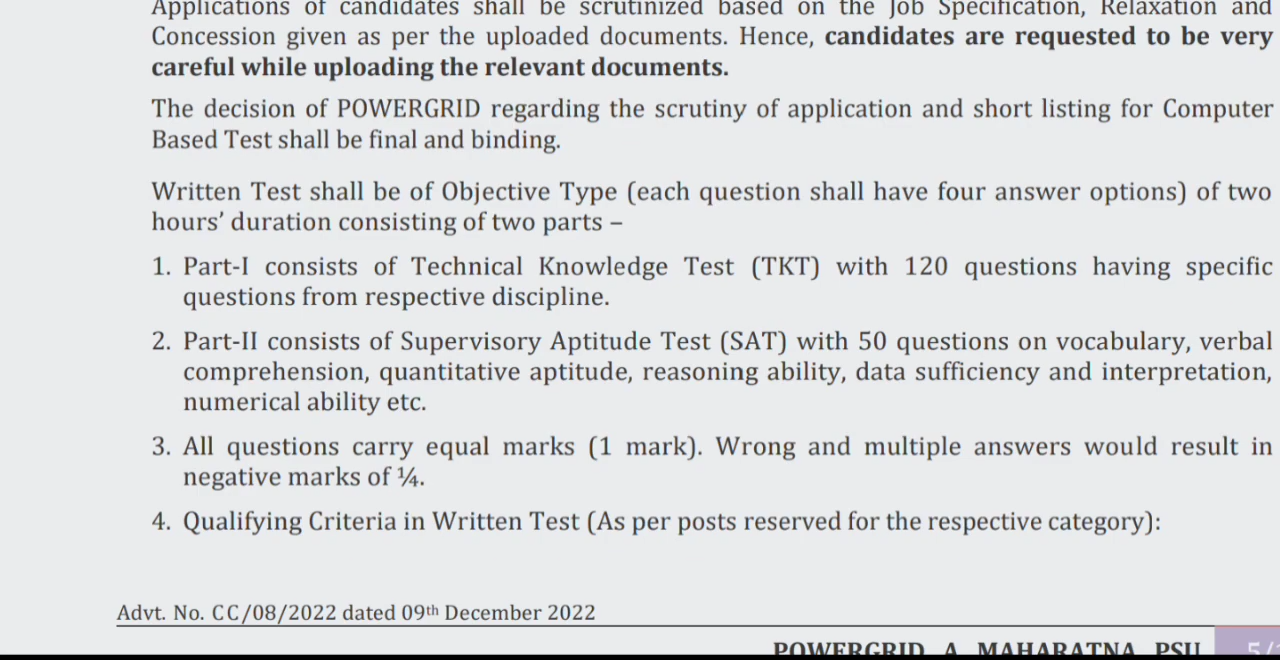 Applications of candidates shall be scrutinized based on the Job Specification, Relaxation and
Concession given as per the uploaded documents. Hence, candidates are requested to be very
careful while uploading the relevant documents.
The decision of POWERGRID regarding the scrutiny of application and short listing for Computer
Based Test shall be final and binding.
Written Test shall be of Objective Type (each question shall have four answer options) of two
hours’ duration consisting of two parts –
1. Part-I consists of Technical Knowledge Test (TKT) with 120 questions having specific
questions from respective discipline.
2. Part-II consists of Supervisory Aptitude Test (SAT) with 50 questions on vocabulary, verbal
comprehension, quantitative aptitude, reasoning ability, data sufficiency and interpretation,
numerical ability etc.
3. All questions carry equal marks (1 mark). Wrong and multiple answers would result in
negative marks of ¼.
4. Qualifying Criteria in Written Test (As per posts reserved for the respective category):
Advt. No. CC/08/2022 dated 09th December 2022
POWERGRID, A MAHARATNA PSU 5/